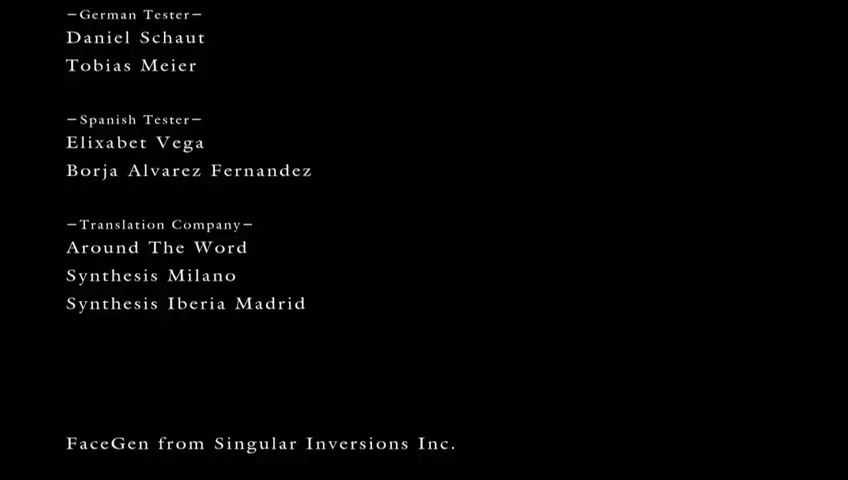 −German Tester−
Daniel Schaut
Tobias Meier
−Spanish Tester−
Elixabet Vega
Borja Alvarez Fernandez
−Translation Company−
Around The Word
Synthesis Milano
Synthesis Iberia Madrid
FaceGen from Singular Inversions Inc.